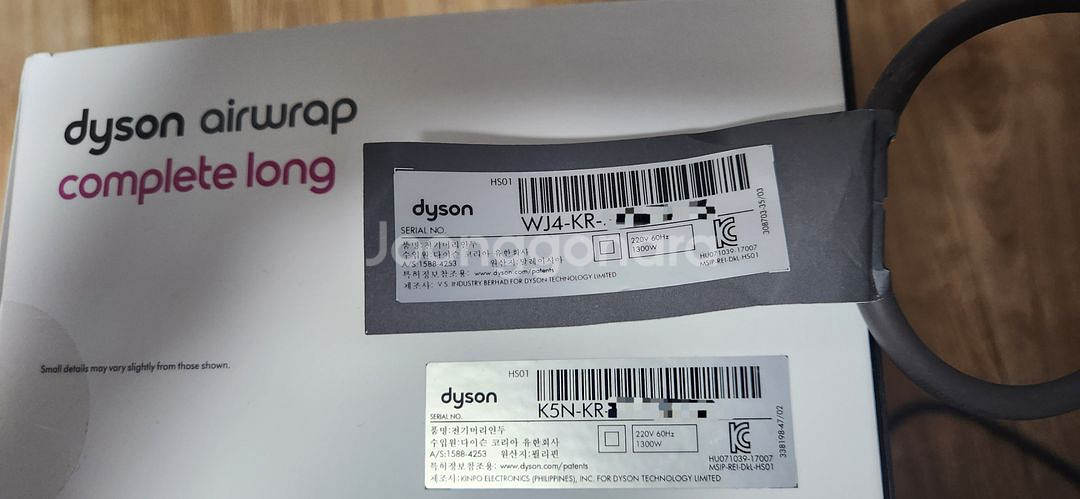 dyson airwrap
complete long
HS01
dyson
WJ4-KR-
SERIAL NO.
품명:전기머리인두
수입원:다이슨 코리아 유한회사
A/S:1588-4253 원산지:말레이시아
특허정보참조용: www.dyson/patents
제조사: V.S. INDUSTRY BERHAD FOR DYSON TECHNOLOGY LIMITED
220V 60Hz
1300W
HU071039-17007
MSIP-REI-DkL-HS01
308703-35/03
Joonggonara
Small details may vary slightly from those shown.
HS01
dyson
K5N-KR-
SERIAL NO.
품명:전기머리인두
수입원:다이슨 코리아 유한회사
A/S:1588-4253 원산지:필리핀
특허정보참조용: www.dyson/patents
제조사:KINPO ELECTRONICS (PHILIPPINES), INC. FOR DYSON TECHNOLOGY LIMITED
220V 60Hz
1300W
HU071039-17007
MSIP-REI-DkL-HS01
338198-47/02